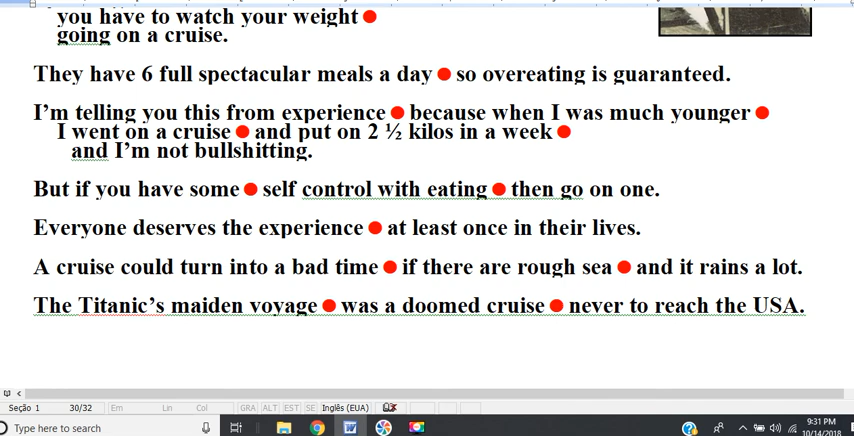 you have to watch your weight ●
going on a cruise.
They have 6 full spectacular meals a day ● so overeating is guaranteed.
I’m telling you this from experience ● because when I was much younger ●
I went on a cruise ● and put on 2 ½ kilos in a week ●
and I’m not bullshitting.
But if you have some ● self control with eating ● then go on one.
Everyone deserves the experience ● at least once in their lives.
A cruise could turn into a bad time ● if there are rough sea ● and it rains a lot.
The Titanic’s maiden voyage ● was a doomed cruise ● never to reach the USA.
Seção 1 30/32 Em Lin Col GRA ALT EST SE Inglês (EUA)
Type here to search 9:31 PM
10/14/2018